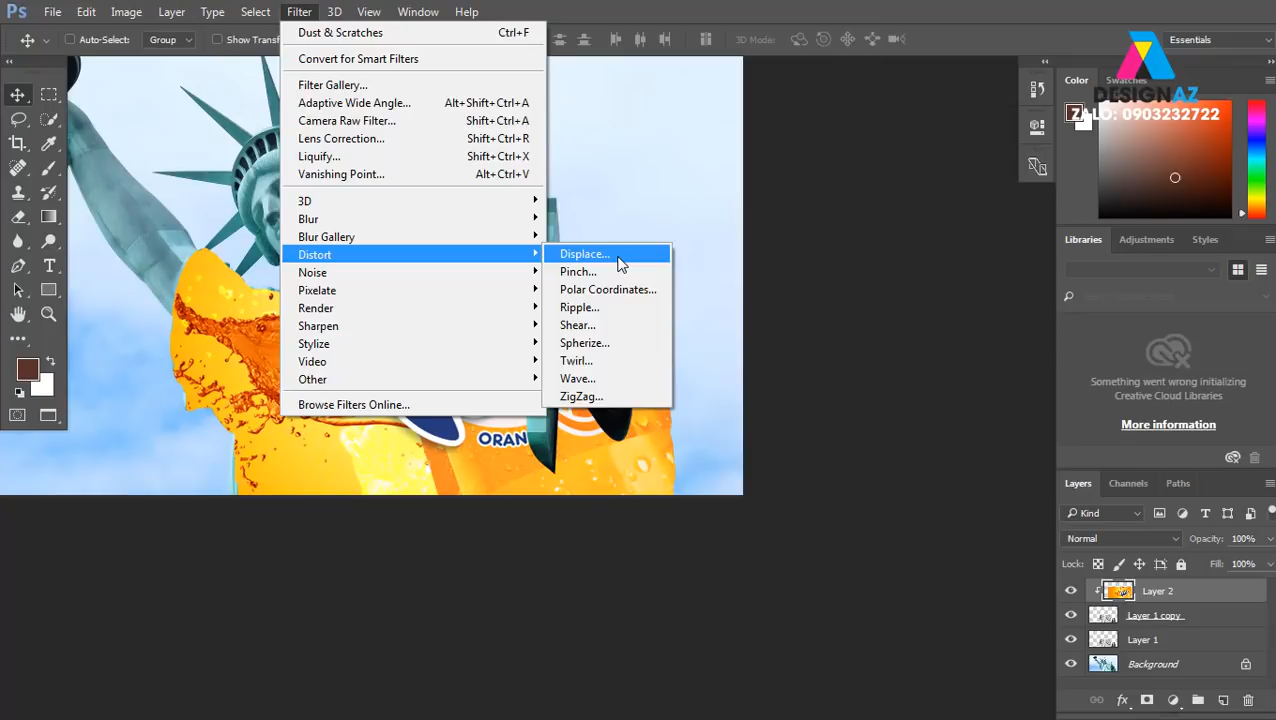 Ps File Edit Image Layer Type Select Filter 3D View Window Help
Auto-Select: Group Show Transf 3D Mode: Essentials
Dust & Scratches Ctrl+F
Convert for Smart Filters
Filter Gallery...
Adaptive Wide Angle... Alt+Shift+Ctrl+A
Camera Raw Filter... Shift+Ctrl+A
Lens Correction... Shift+Ctrl+R
Liquify... Shift+Ctrl+X
Vanishing Point... Alt+Ctrl+V
3D
Blur
Blur Gallery
Distort
Noise
Pixelate
Render
Sharpen
Stylize
Video
Other
Browse Filters Online...
Displace...
Pinch...
Polar Coordinates...
Ripple...
Shear...
Spherize...
Twirl...
Wave...
ZigZag...
ORAN
Color Swatches
DESIGNAZ
ZALO: 0903232722
Libraries Adjustments Styles
Something went wrong initializing
Creative Cloud Libraries
More information
Layers Channels Paths
Kind
Normal Opacity: 100%
Lock: Fill: 100%
Layer 2
Layer 1 copy
Layer 1
Background
fx